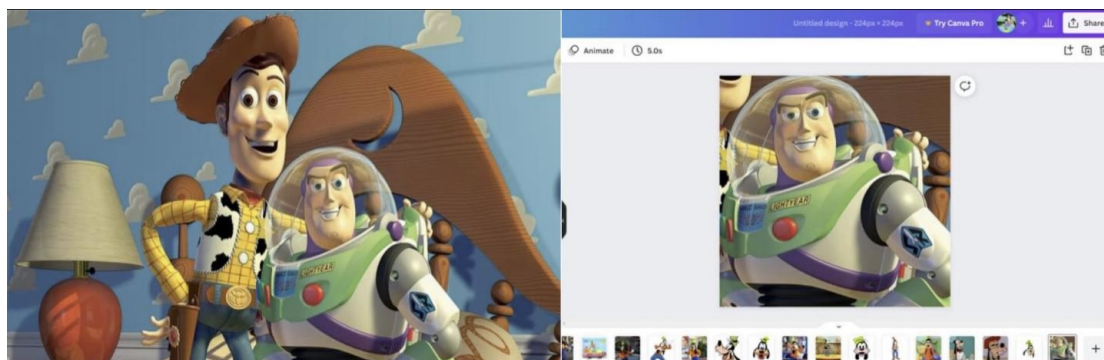 LIGHTYEAR
Untitled design - 224px × 224px
Try Canva Pro
+
Share
Animate
5.0s
LIGHTYEAR
+